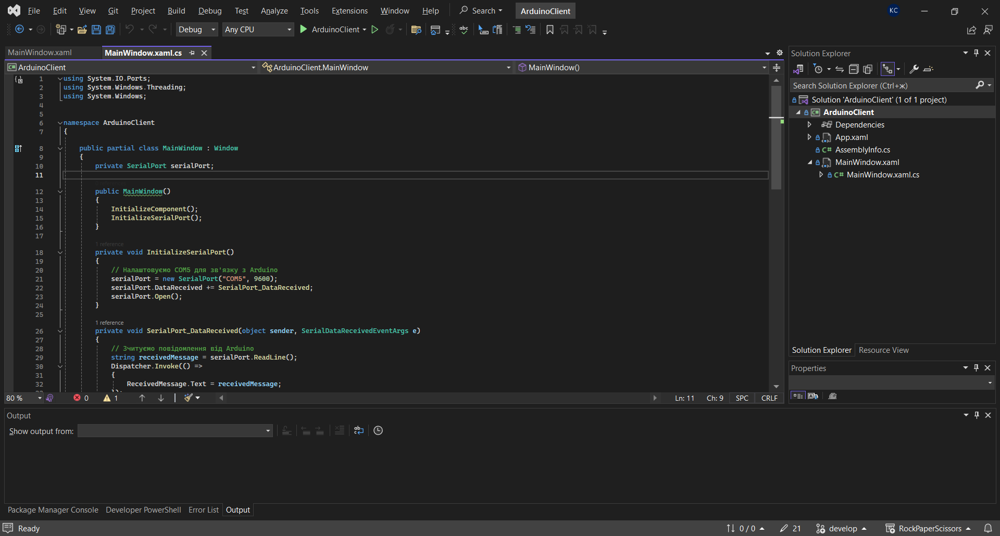 File Edit View Git Project Build Debug Test Analyze Tools Extensions Window Help Search ArduinoClient KC
Debug Any CPU ArduinoClient
MainWindow.xaml MainWindow.xaml.cs
ArduinoClient ArduinoClient.MainWindow MainWindow()
1 using System.IO.Ports;
2 using System.Windows.Threading;
3 using System.Windows;
4
5
6 namespace ArduinoClient
7 {
8 public partial class MainWindow : Window
9 {
10 private SerialPort serialPort;
11
12 public MainWindow()
13 {
14 InitializeComponent();
15 InitializeSerialPort();
16 }
17
1 reference
18 private void InitializeSerialPort()
19 {
20 // Налаштовуємо COM5 для зв'язку з Arduino
21 serialPort = new SerialPort("COM5", 9600);
22 serialPort.DataReceived += SerialPort_DataReceived;
23 serialPort.Open();
24 }
25
1 reference
26 private void SerialPort_DataReceived(object sender, SerialDataReceivedEventArgs e)
27 {
28 // Зчитуємо повідомлення від Arduino
29 string receivedMessage = serialPort.ReadLine();
30 Dispatcher.Invoke(() =>
31 {
32 ReceivedMessage.Text = receivedMessage;
80 % 0 1 Ln: 11 Ch: 9 SPC CRLF
Solution Explorer
Search Solution Explorer (Ctrl+ж)
Solution 'ArduinoClient' (1 of 1 project)
ArduinoClient
Dependencies
App.xaml
C# AssemblyInfo.cs
MainWindow.xaml
C# MainWindow.xaml.cs
Solution Explorer Resource View
Properties
Output
Show output from:
Package Manager Console Developer PowerShell Error List Output
Ready 0 / 0 21 develop RockPaperScissors